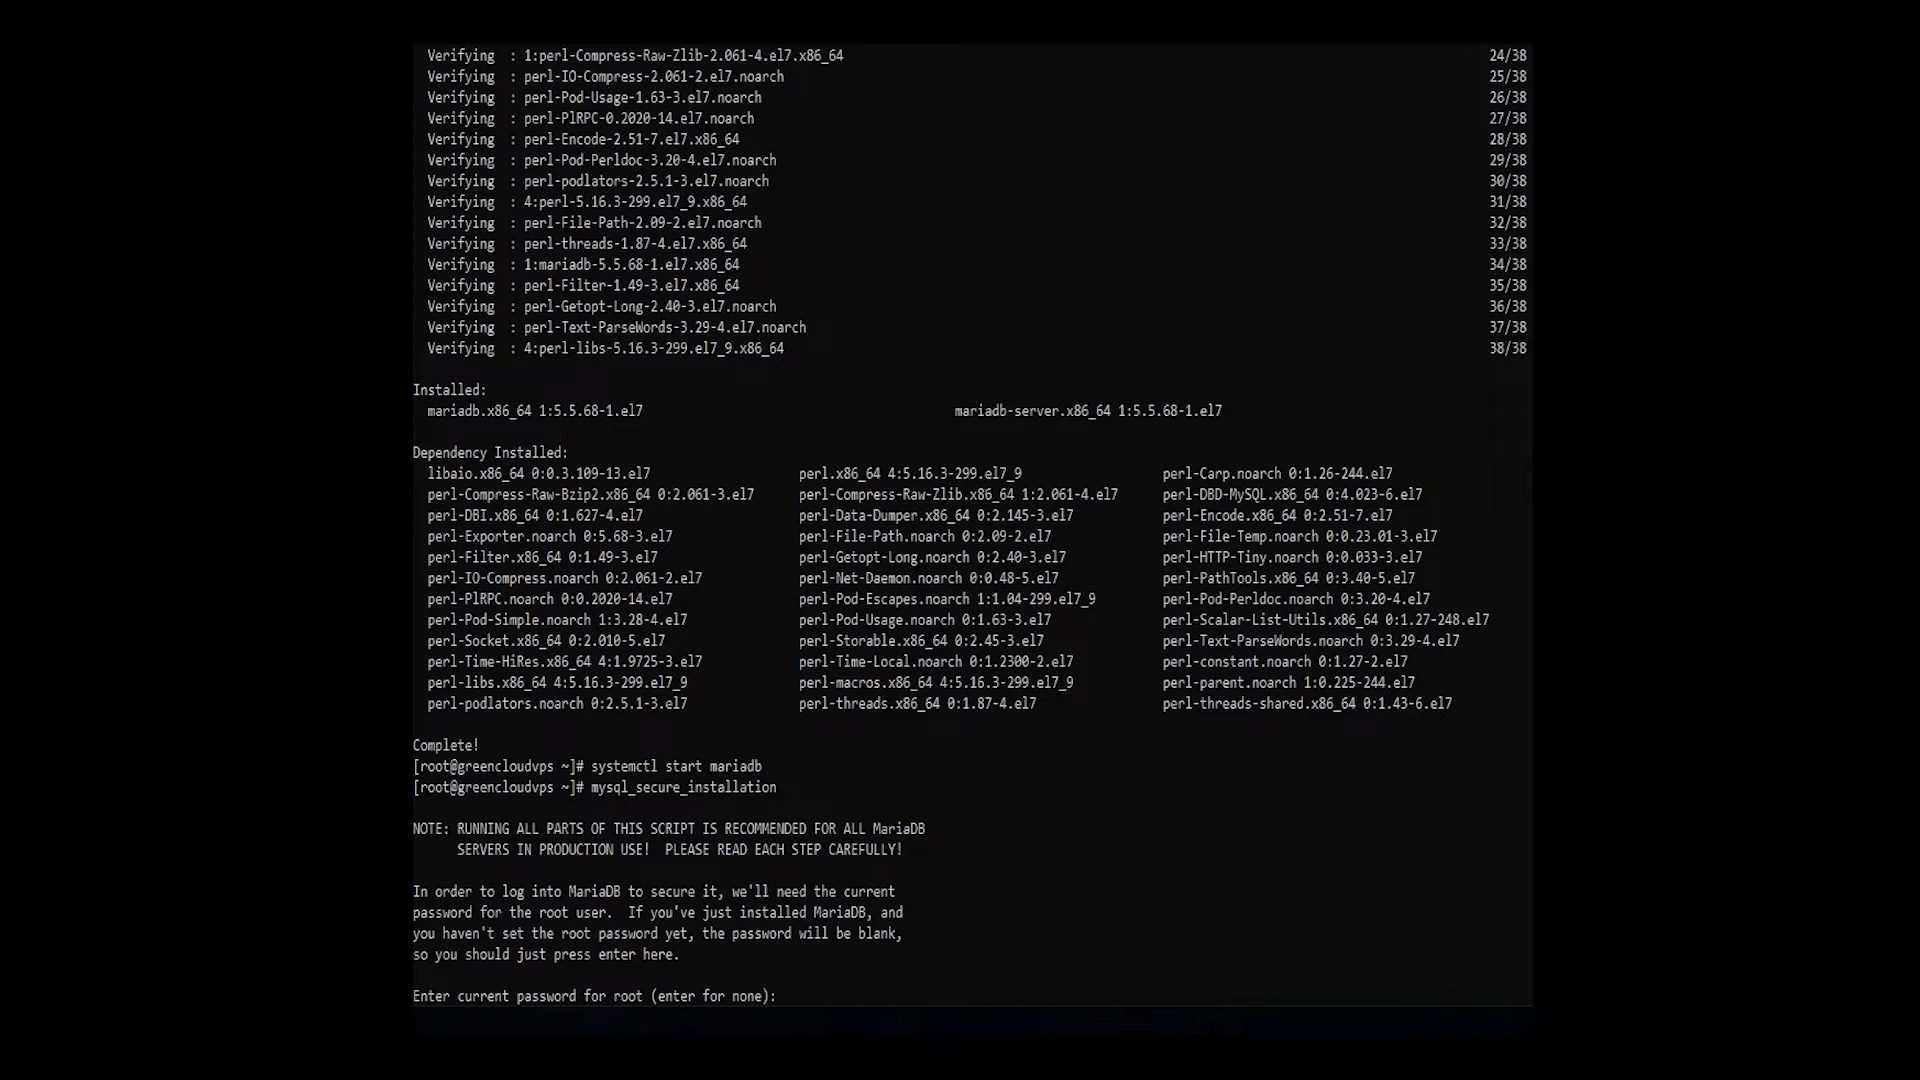 Verifying  : 1:perl-Compress-Raw-Zlib-2.061-4.el7.x86_64 24/38
Verifying  : perl-IO-Compress-2.061-2.el7.noarch 25/38
Verifying  : perl-Pod-Usage-1.63-3.el7.noarch 26/38
Verifying  : perl-PlRPC-0.2020-14.el7.noarch 27/38
Verifying  : perl-Encode-2.51-7.el7.x86_64 28/38
Verifying  : perl-Pod-Perldoc-3.20-4.el7.noarch 29/38
Verifying  : perl-podlators-2.5.1-3.el7.noarch 30/38
Verifying  : 4:perl-5.16.3-299.el7_9.x86_64 31/38
Verifying  : perl-File-Path-2.09-2.el7.noarch 32/38
Verifying  : perl-threads-1.87-4.el7.x86_64 33/38
Verifying  : 1:mariadb-5.5.68-1.el7.x86_64 34/38
Verifying  : perl-Filter-1.49-3.el7.x86_64 35/38
Verifying  : perl-Getopt-Long-2.40-3.el7.noarch 36/38
Verifying  : perl-Text-ParseWords-3.29-4.el7.noarch 37/38
Verifying  : 4:perl-libs-5.16.3-299.el7_9.x86_64 38/38
Installed:
mariadb.x86_64 1:5.5.68-1.el7 mariadb-server.x86_64 1:5.5.68-1.el7
Dependency Installed:
libaio.x86_64 0:0.3.109-13.el7 perl.x86_64 4:5.16.3-299.el7_9 perl-Carp.noarch 0:1.26-244.el7
perl-Compress-Raw-Bzip2.x86_64 0:2.061-3.el7 perl-Compress-Raw-Zlib.x86_64 1:2.061-4.el7 perl-DBD-MySQL.x86_64 0:4.023-6.el7
perl-DBI.x86_64 0:1.627-4.el7 perl-Data-Dumper.x86_64 0:2.145-3.el7 perl-Encode.x86_64 0:2.51-7.el7
perl-Exporter.noarch 0:5.68-3.el7 perl-File-Path.noarch 0:2.09-2.el7 perl-File-Temp.noarch 0:0.23.01-3.el7
perl-Filter.x86_64 0:1.49-3.el7 perl-Getopt-Long.noarch 0:2.40-3.el7 perl-HTTP-Tiny.noarch 0:0.033-3.el7
perl-IO-Compress.noarch 0:2.061-2.el7 perl-Net-Daemon.noarch 0:0.48-5.el7 perl-PathTools.x86_64 0:3.40-5.el7
perl-PlRPC.noarch 0:0.2020-14.el7 perl-Pod-Escapes.noarch 1:1.04-299.el7_9 perl-Pod-Perldoc.noarch 0:3.20-4.el7
perl-Pod-Simple.noarch 1:3.28-4.el7 perl-Pod-Usage.noarch 0:1.63-3.el7 perl-Scalar-List-Utils.x86_64 0:1.27-248.el7
perl-Socket.x86_64 0:2.010-5.el7 perl-Storable.x86_64 0:2.45-3.el7 perl-Text-ParseWords.noarch 0:3.29-4.el7
perl-Time-HiRes.x86_64 4:1.9725-3.el7 perl-Time-Local.noarch 0:1.2300-2.el7 perl-constant.noarch 0:1.27-2.el7
perl-libs.x86_64 4:5.16.3-299.el7_9 perl-macros.x86_64 4:5.16.3-299.el7_9 perl-parent.noarch 1:0.225-244.el7
perl-podlators.noarch 0:2.5.1-3.el7 perl-threads.x86_64 0:1.87-4.el7 perl-threads-shared.x86_64 0:1.43-6.el7
Complete!
[root@greencloudvps ~]# systemctl start mariadb
[root@greencloudvps ~]# mysql_secure_installation
NOTE: RUNNING ALL PARTS OF THIS SCRIPT IS RECOMMENDED FOR ALL MariaDB
SERVERS IN PRODUCTION USE!  PLEASE READ EACH STEP CAREFULLY!
In order to log into MariaDB to secure it, we'll need the current
password for the root user.  If you've just installed MariaDB, and
you haven't set the root password yet, the password will be blank,
so you should just press enter here.
Enter current password for root (enter for none):